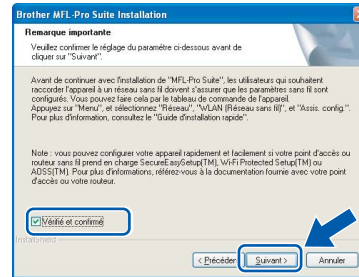 Brother MFL-Pro Suite Installation
Remarque importante
Veuillez confirmer le réglage du paramètre ci-dessous avant de
cliquer sur "Suivant".
Avant de continuer avec l'installation de "MFL-Pro Suite", les utilisateurs qui souhaitent
raccorder l'appareil à un réseau sans fil doivent s'assurer que les paramètres sans fil sont
configurés. Vous pouvez faire cela par le tableau de commande de l'appareil.
Appuyez sur "Menu", et sélectionnez "Réseau", "WLAN (Réseau sans fil)", et "Assis. config.".
Pour plus d'information, consultez le "Guide d'installation rapide".
Note : vous pouvez configurer votre appareil rapidement et facilement si votre point d'accès ou
routeur sans fil prend en charge SecureEasySetup(TM), Wi-Fi Protected Setup(TM) ou
AOSS(TM). Pour plus d'informations, référez-vous à la documentation fournie avec votre point
d'accès ou votre routeur.
Vérifié et confirmé
InstallShield
< Précéden
Suivant >
Annuler